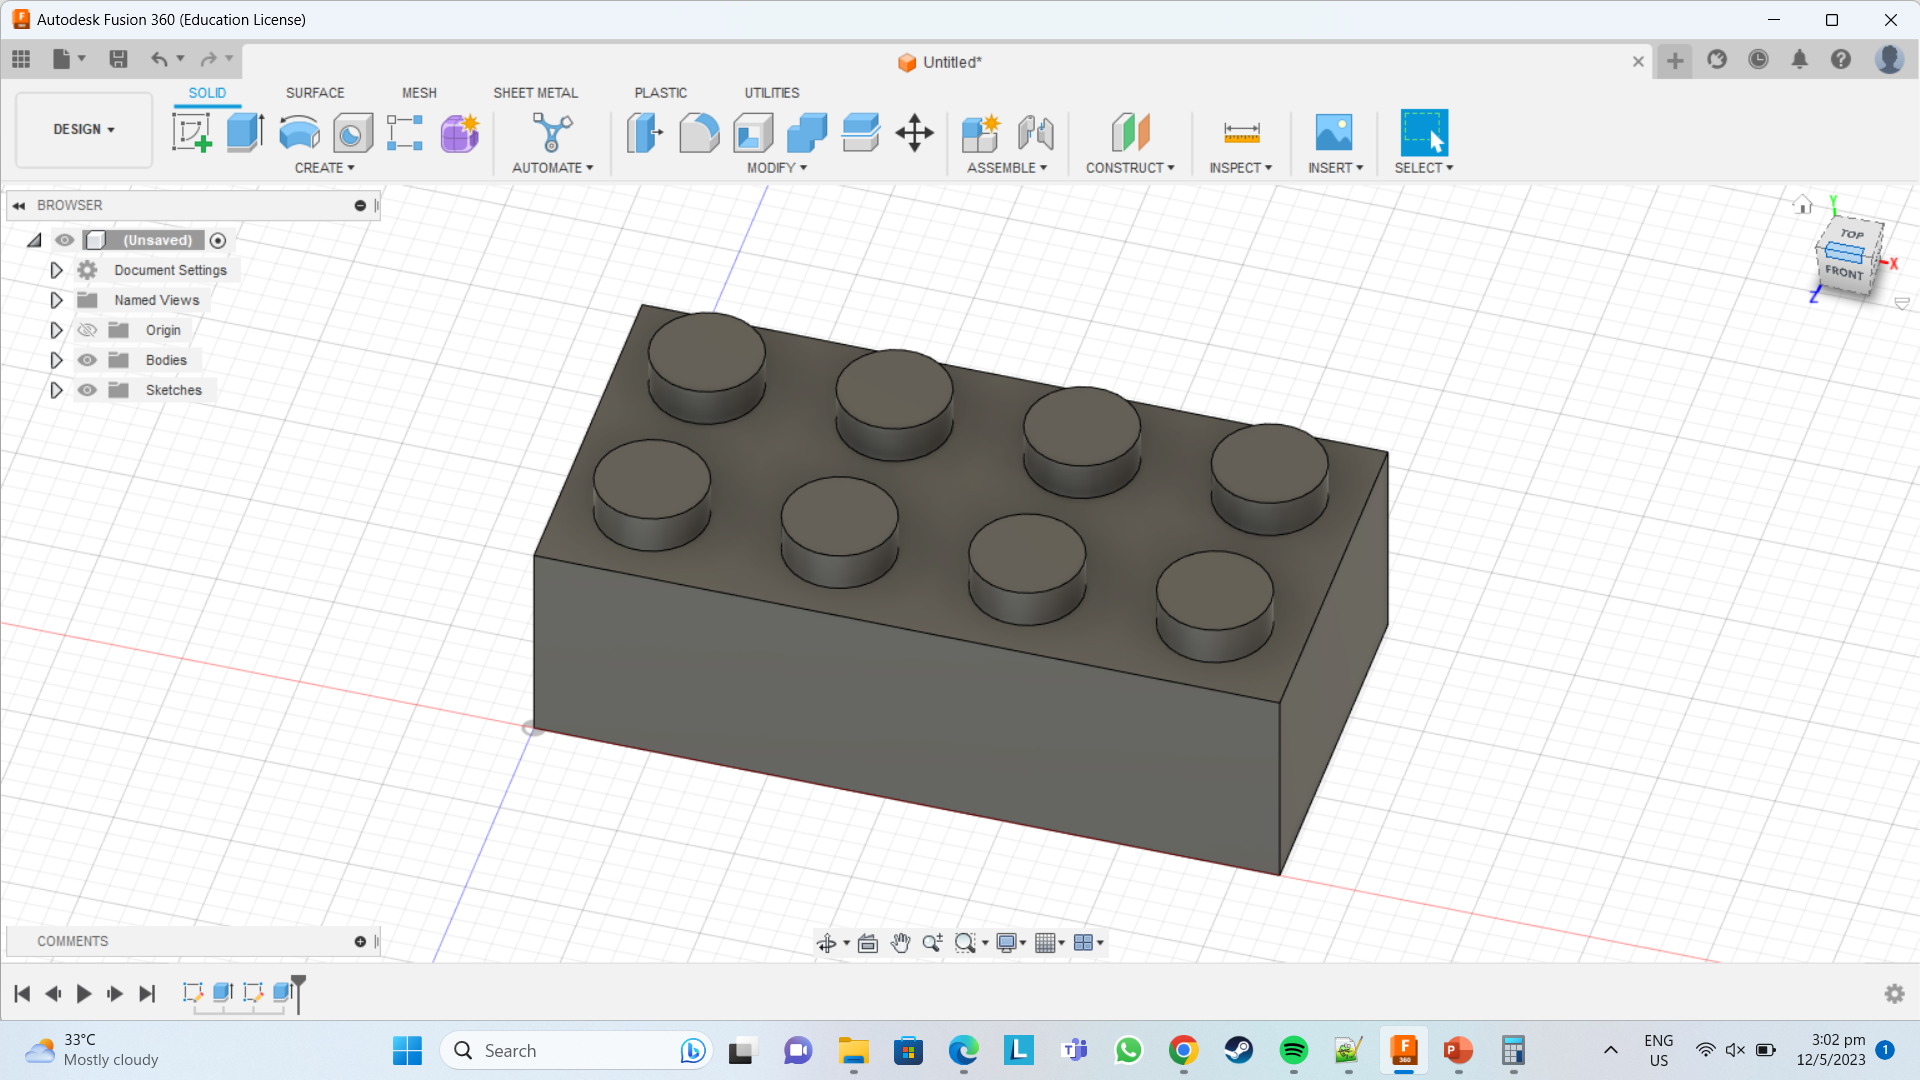 Autodesk Fusion 360 (Education License)
Untitled*
DESIGN
SOLID
SURFACE
MESH
SHEET METAL
PLASTIC
UTILITIES
CREATE
AUTOMATE
MODIFY
ASSEMBLE
CONSTRUCT
INSPECT
INSERT
SELECT
BROWSER
(Unsaved)
Document Settings
Named Views
Origin
Bodies
Sketches
Y
TOP
FRONT
X
Z
COMMENTS
33°C
Mostly cloudy
Search
ENG
US
3:02 pm
12/5/2023
1